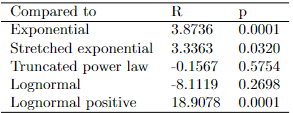 Compared to R p
Exponential 3.8736 0.0001
Stretched exponential 3.3363 0.0320
Truncated power law -0.1567 0.5754
Lognormal -8.1119 0.2698
Lognormal positive 18.9078 0.0001